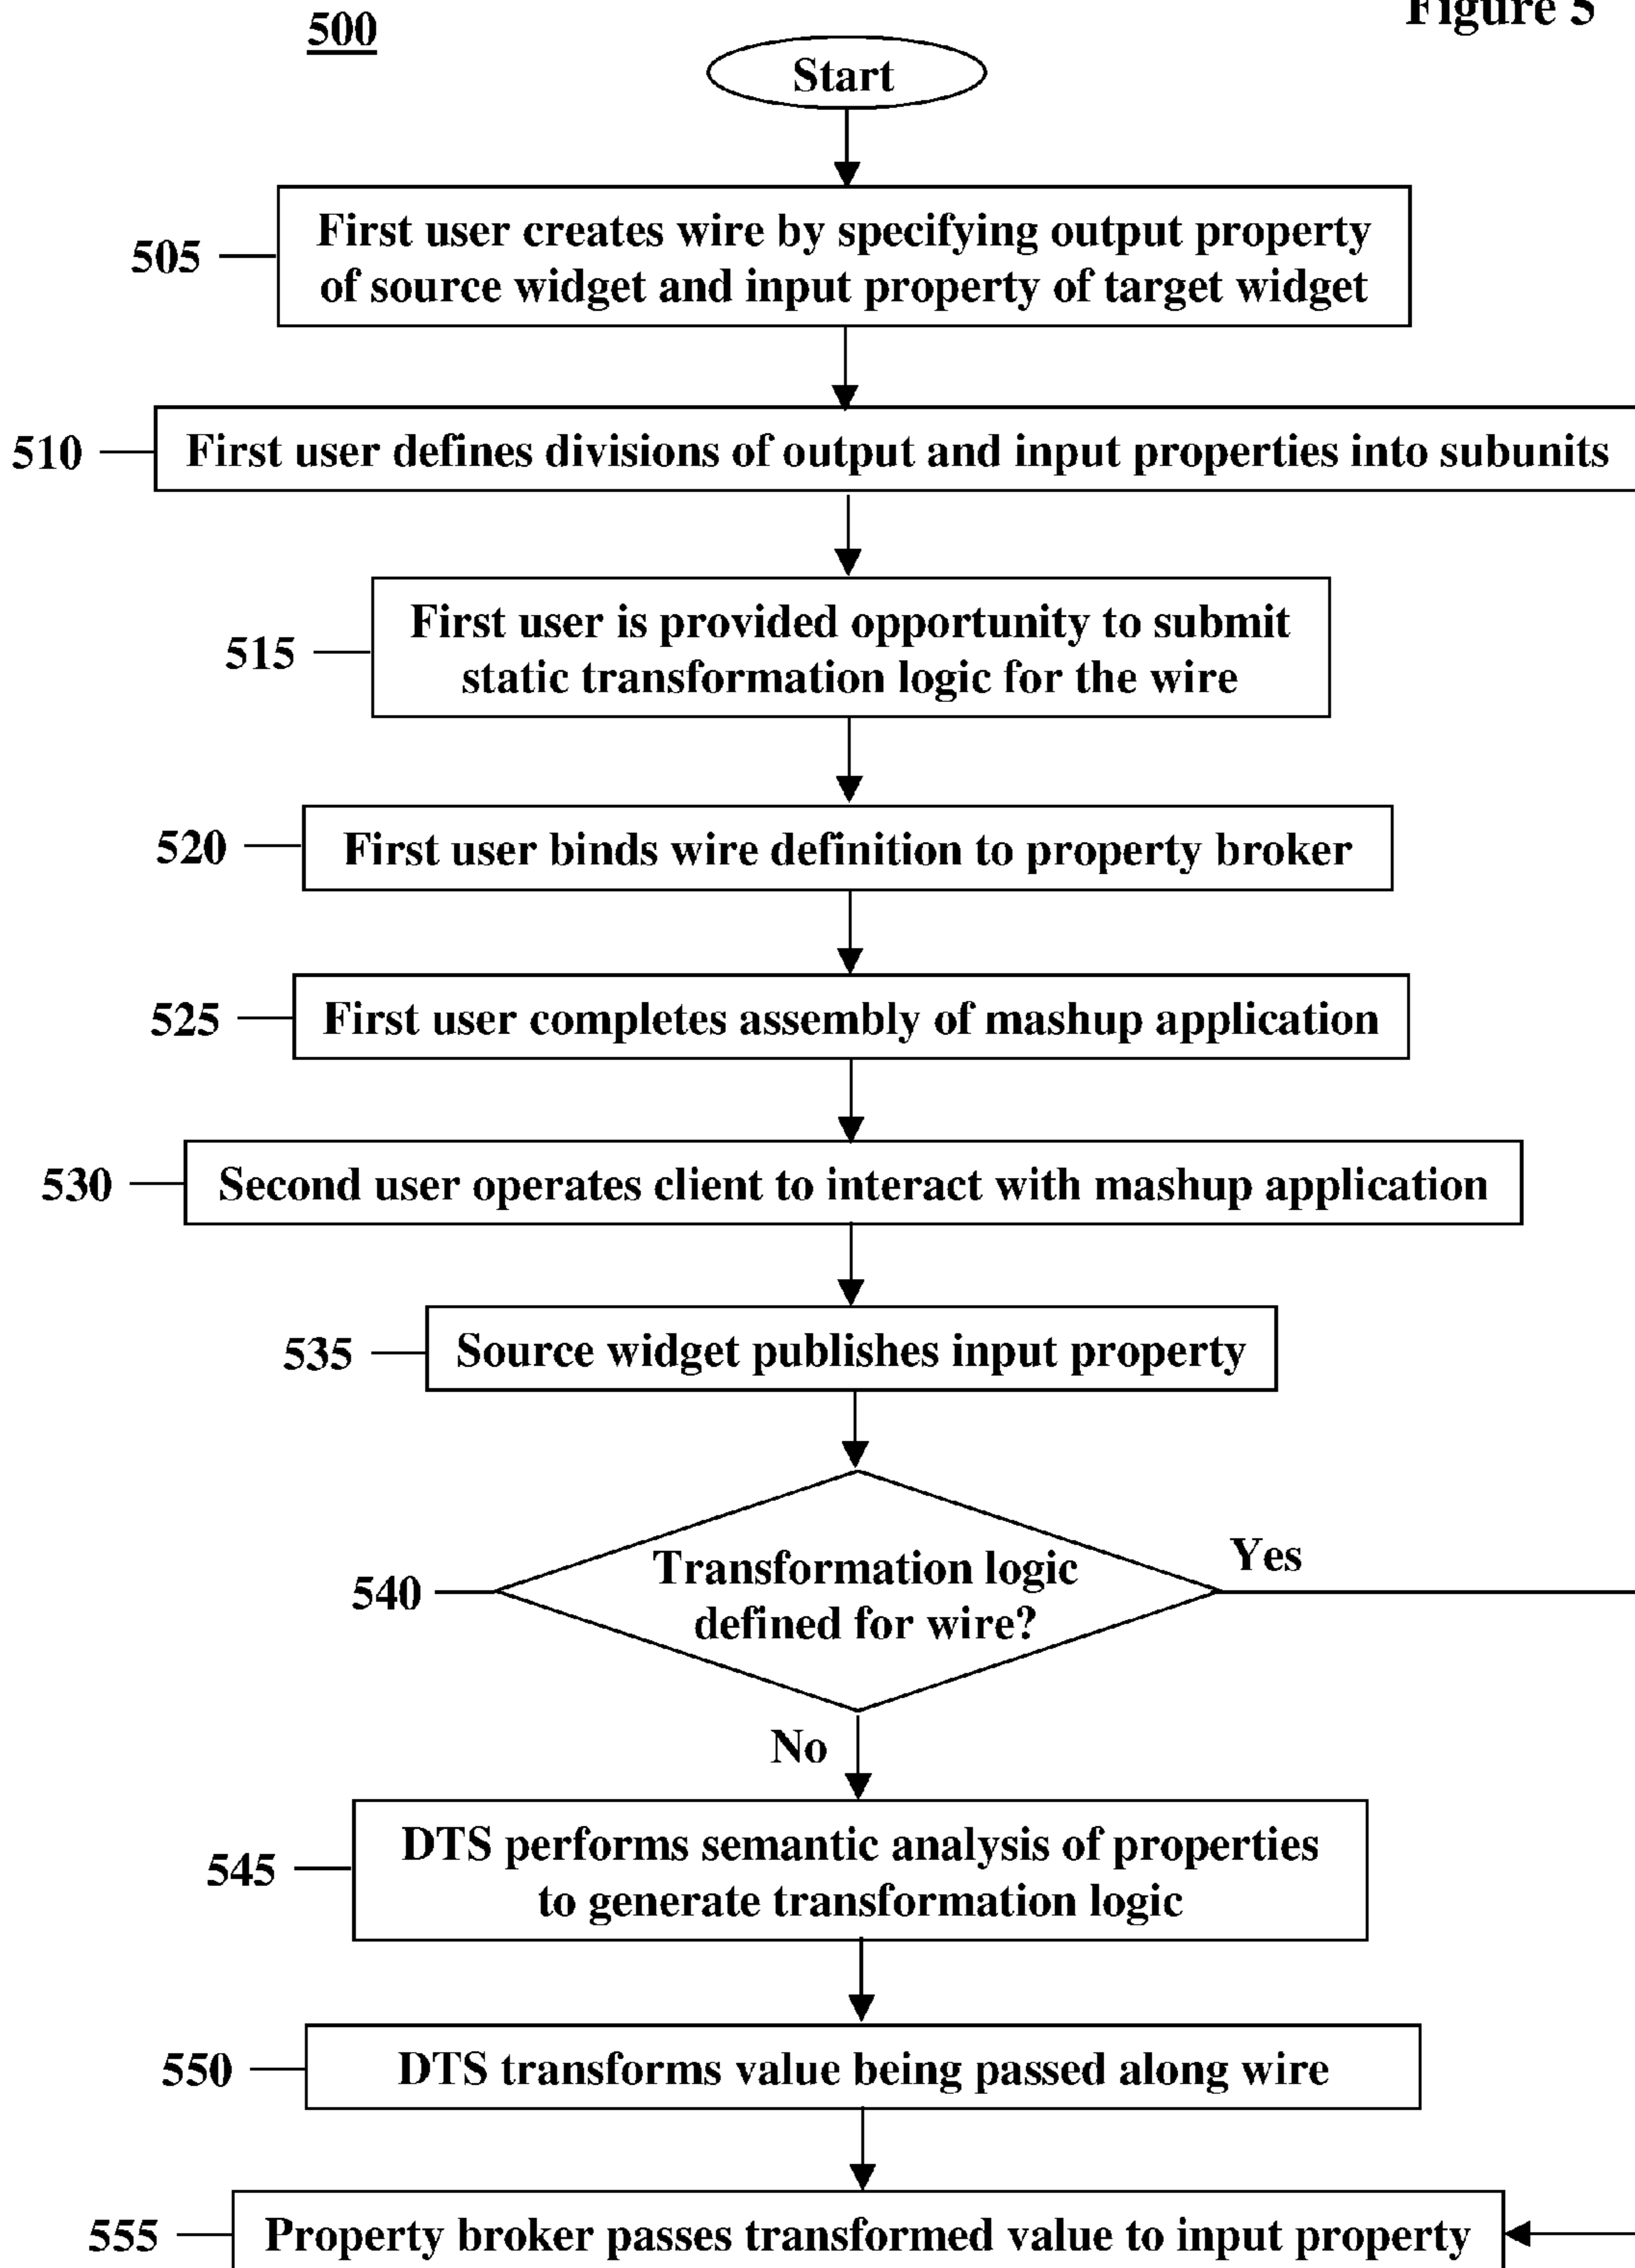 Figure 5
500
Start
505
First user creates wire by specifying output property
of source widget and input property of target widget
510
First user defines divisions of output and input properties into subunits
515
First user is provided opportunity to submit
static transformation logic for the wire
520
First user binds wire definition to property broker
525
First user completes assembly of mashup application
530
Second user operates client to interact with mashup application
535
Source widget publishes input property
540
Transformation logic
defined for wire?
Yes
No
545
DTS performs semantic analysis of properties
to generate transformation logic
550
DTS transforms value being passed along wire
555
Property broker passes transformed value to input property